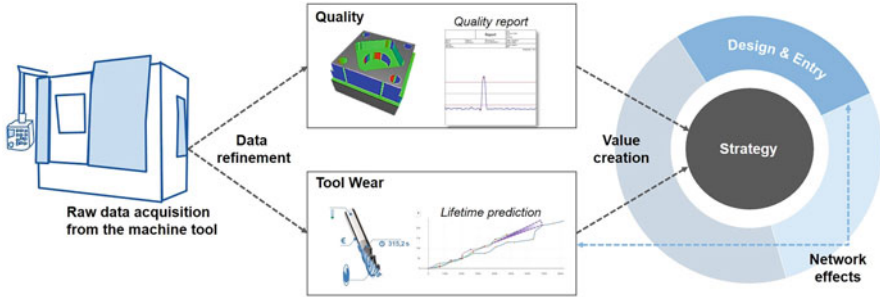 Quality
Quality report
Report
Design & Entry
Data
refinement
Value
creation
Strategy
Raw data acquisition
from the machine tool
Tool Wear
Lifetime prediction
€
315,2 s
Network
effects